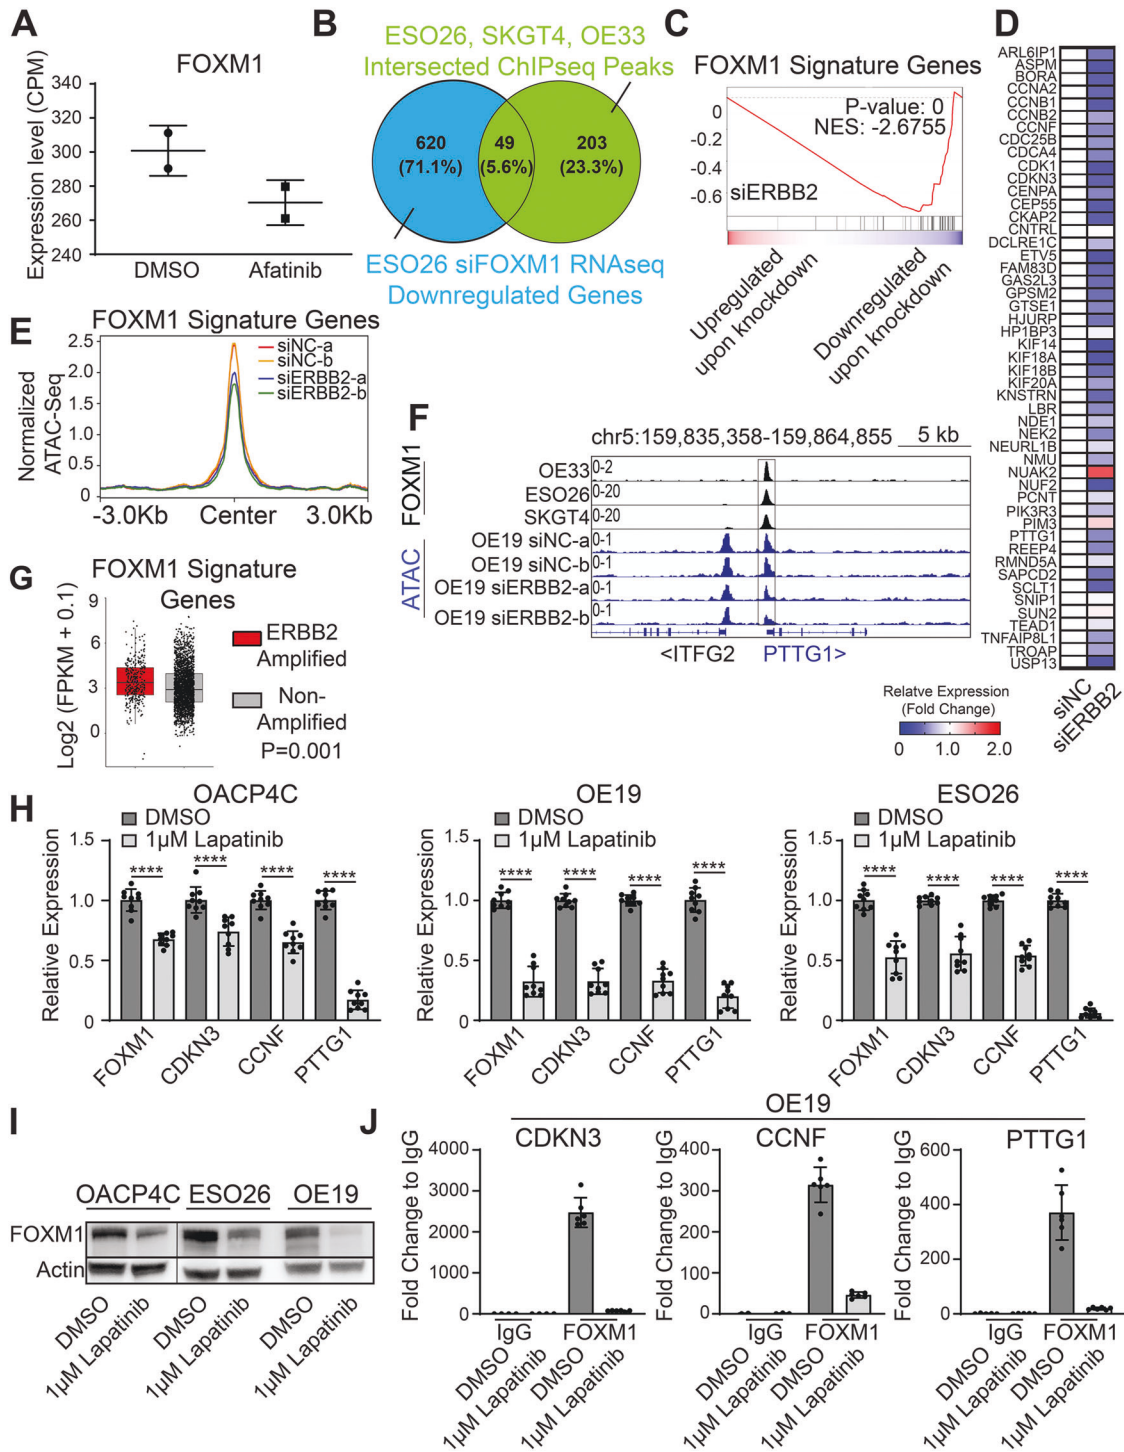 A
FOXM1
Expression level (CPM)
340
320
300
280
260
240
DMSO
Afatinib
B
ESO26, SKGT4, OE33
Intersected ChIPseq Peaks
620
(71.1%)
49
(5.6%)
203
(23.3%)
ESO26 siFOXM1 RNAseq
Downregulated Genes
C
FOXM1 Signature Genes
P-value: 0
NES: -2.6755
0
-0.2
-0.4
-0.6
siERBB2
Upregulated
upon knockdown
Downregulated
upon knockdown
D
ARL6IP1
ASPM
BORA
CCNA2
CCNB1
CCNB2
CCNF
CDC25B
CDCA4
CDK1
CDKN3
CENPA
CEP55
CKAP2
CNTRL
DCLRE1C
ETV5
FAM83D
GAS2L3
GPSM2
GTSE1
HJURP
HP1BP3
KIF14
KIF18A
KIF18B
KIF20A
KNSTRN
LBR
NDE1
NEK2
NEURL1B
NMU
NUAK2
NUF2
PCNT
PIK3R3
PIM3
PTTG1
REEP4
RMND5A
SAPCD2
SCLT1
SNIP1
SUN2
TEAD1
TNFAIP8L1
TROAP
USP13
siNC
siERBB2
Relatve Expression
(Fold Change)
0
1.0
2.0
E
FOXM1 Signature Genes
Normalized
ATAC-Seq
2.5
2.0
1.5
1.0
0.5
0
siNC-a
siNC-b
siERBB2-a
siERBB2-b
-3.0Kb
Center
3.0Kb
F
chr5:159,835,358-159,864,855
5 kb
FOXM1
ATAC
OE33
0-2
ESO26
0-20
SKGT4
0-20
OE19 siNC-a
0-1
OE19 siNC-b
0-1
OE19 siERBB2-a
0-1
OE19 siERBB2-b
0-1
<ITFG2
PTTG1>
G
FOXM1 Signature
Genes
Log2 (FPKM + 0.1)
9
6
3
0
ERBB2
Amplified
Non-
Amplified
P=0.001
H
OACP4C
DMSO
1µM Lapatinib
Relative Expression
1.5
1.0
0.5
0
****
****
****
****
FOXM1
CDKN3
CCNF
PTTG1
OE19
DMSO
1µM Lapatinib
Relative Expression
1.5
1.0
0.5
0
****
****
****
****
FOXM1
CDKN3
CCNF
PTTG1
ESO26
DMSO
1µM Lapatinib
Relative Expression
1.5
1.0
0.5
0
****
****
****
****
FOXM1
CDKN3
CCNF
PTTG1
I
OACP4C
ESO26
OE19
FOXM1
Actin
DMSO
1µM Lapatinib
DMSO
1µM Lapatinib
DMSO
1µM Lapatinib
J
OE19
CDKN3
Fold Change to IgG
4000
3000
2000
1000
0
IgG
FOXM1
DMSO
1µM Lapatinib
DMSO
1µM Lapatinib
CCNF
Fold Change to IgG
400
300
200
100
0
IgG
FOXM1
DMSO
1µM Lapatinib
DMSO
1µM Lapatinib
PTTG1
Fold Change to IgG
600
400
200
0
IgG
FOXM1
DMSO
1µM Lapatinib
DMSO
1µM Lapatinib